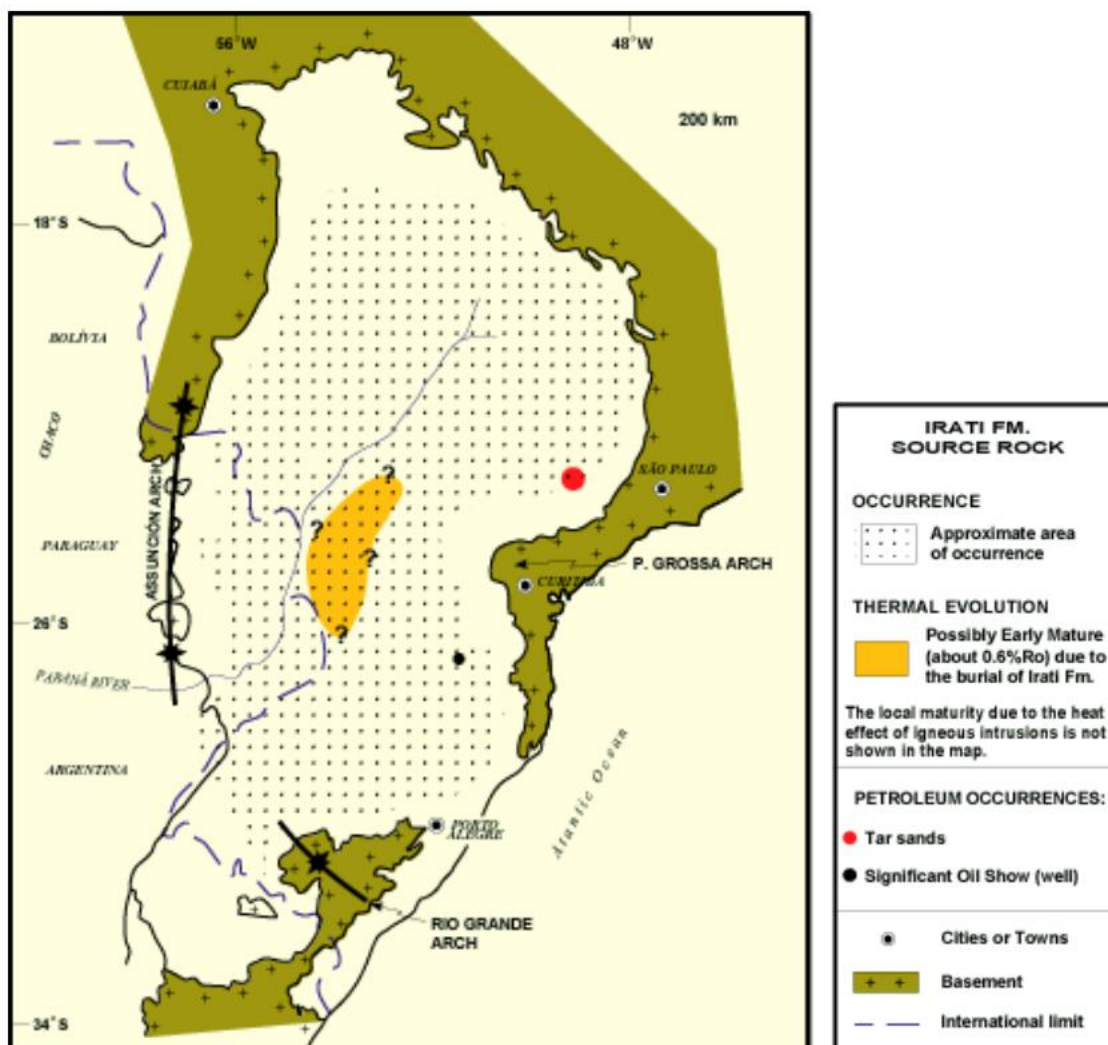 56°W
48°W
CUIABÁ
200 km
18°S
BOLÍVIA
CHACO
ASSUNCIÓN ARCH
SÃO PAULO
PARAGUAY
P. GROSSA ARCH
CURITIBA
26°S
PARANÁ RIVER
ARGENTINA
Atantic Ocean
PORTO
ALEGRE
RIO GRANDE
ARCH
34°S
?
?
?
?
IRATI FM.
SOURCE ROCK
OCCURRENCE
Approximate area
of occurrence
THERMAL EVOLUTION
Possibly Early Mature
(about 0.6%Ro) due to
the burial of Irati Fm.
The local maturity due to the heat
effect of igneous intrusions is not
shown in the map.
PETROLEUM OCCURRENCES:
Tar sands
Significant Oil Show (well)
Cities or Towns
Basement
International limit